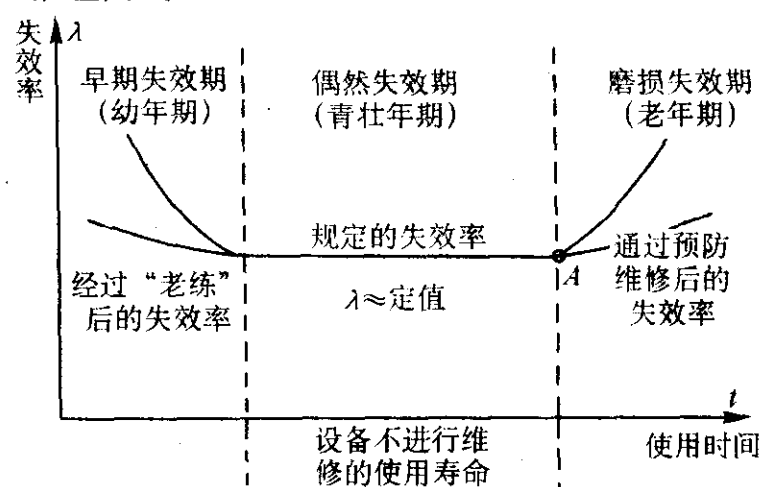 失效率
λ
早期失效期
(幼年期)
偶然失效期
(青壮年期)
磨损失效期
(老年期)
规定的失效率
λ≈定值
经过“老练”
后的失效率
A
通过预防
维修后的
失效率
t
使用时间
设备不进行维
修的使用寿命